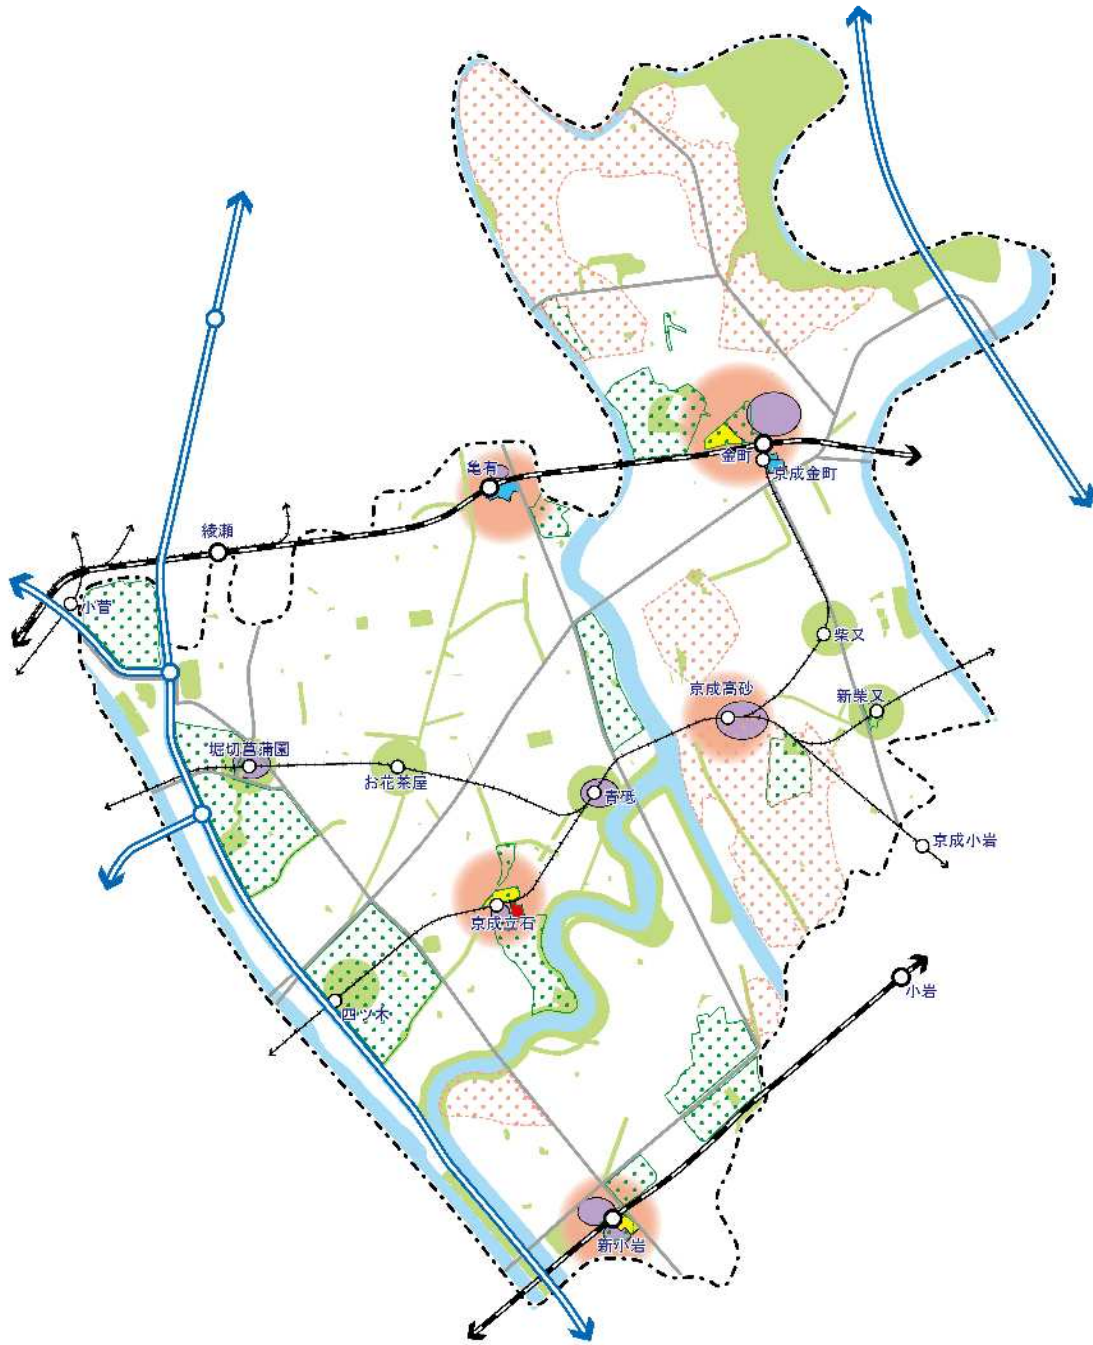 金町
京成金町
亀有
綾瀬
小菅
柴又
京成高砂
新柴又
堀切菖蒲園
お花茶屋
青砥
京成小岩
京成立石
小岩
四ツ木
新小岩